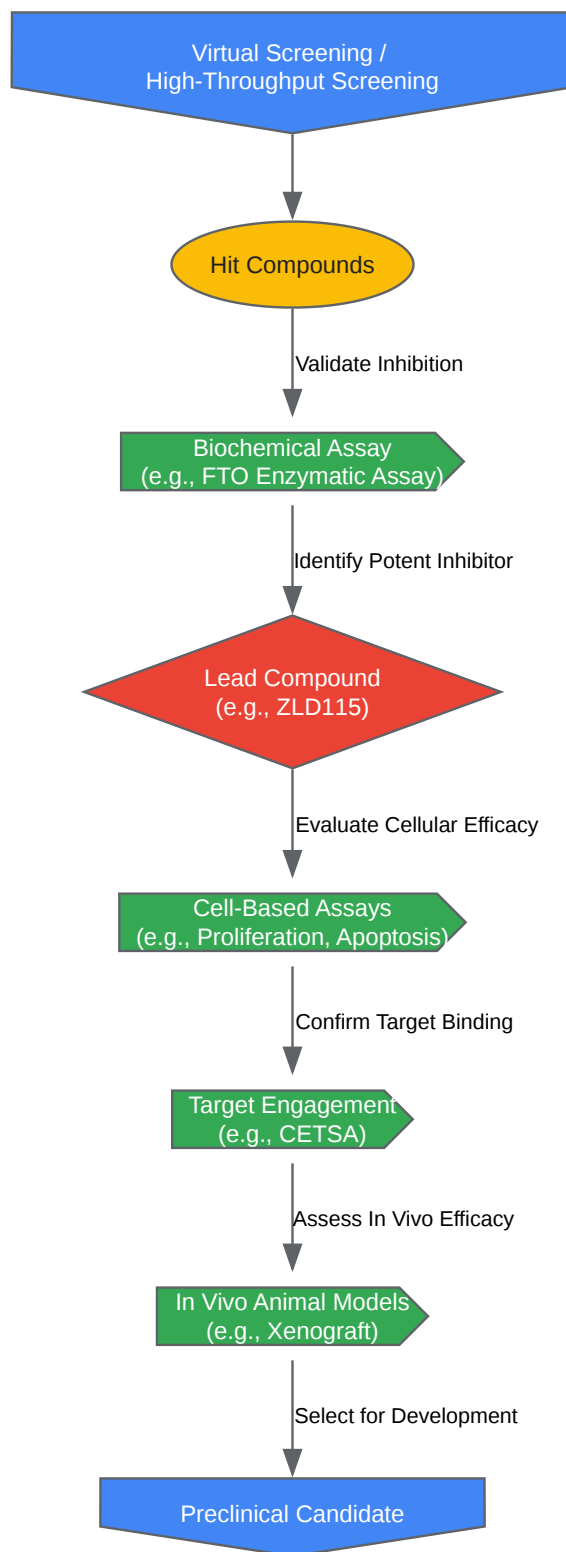 Virtual Screening /
High-Throughput Screening
Hit Compounds
Validate Inhibition
Biochemical Assay
(e.g., FTO Enzymatic Assay)
Identify Potent Inhibitor
Lead Compound
(e.g., ZLD115)
Evaluate Cellular Efficacy
Cell-Based Assays
(e.g., Proliferation, Apoptosis)
Confirm Target Binding
Target Engagement
(e.g., CETSA)
Assess In Vivo Efficacy
In Vivo Animal Models
(e.g., Xenograft)
Select for Development
Preclinical Candidate